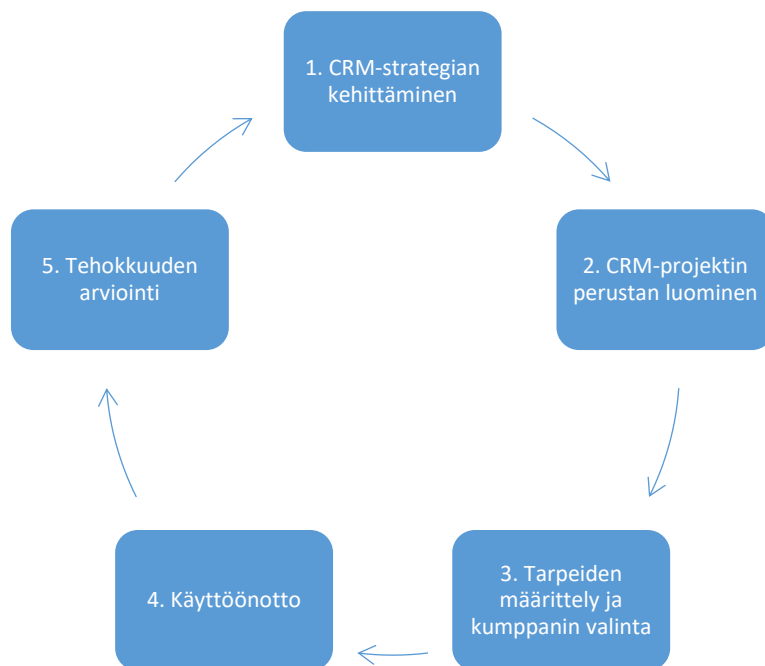 1. CRM-strategian
kehittäminen
2. CRM-projektin
perustan luominen
3. Tarpeiden
määrittely ja
kumppanin valinta
4. Käyttöönotto
5. Tehokkuuden
arviointi